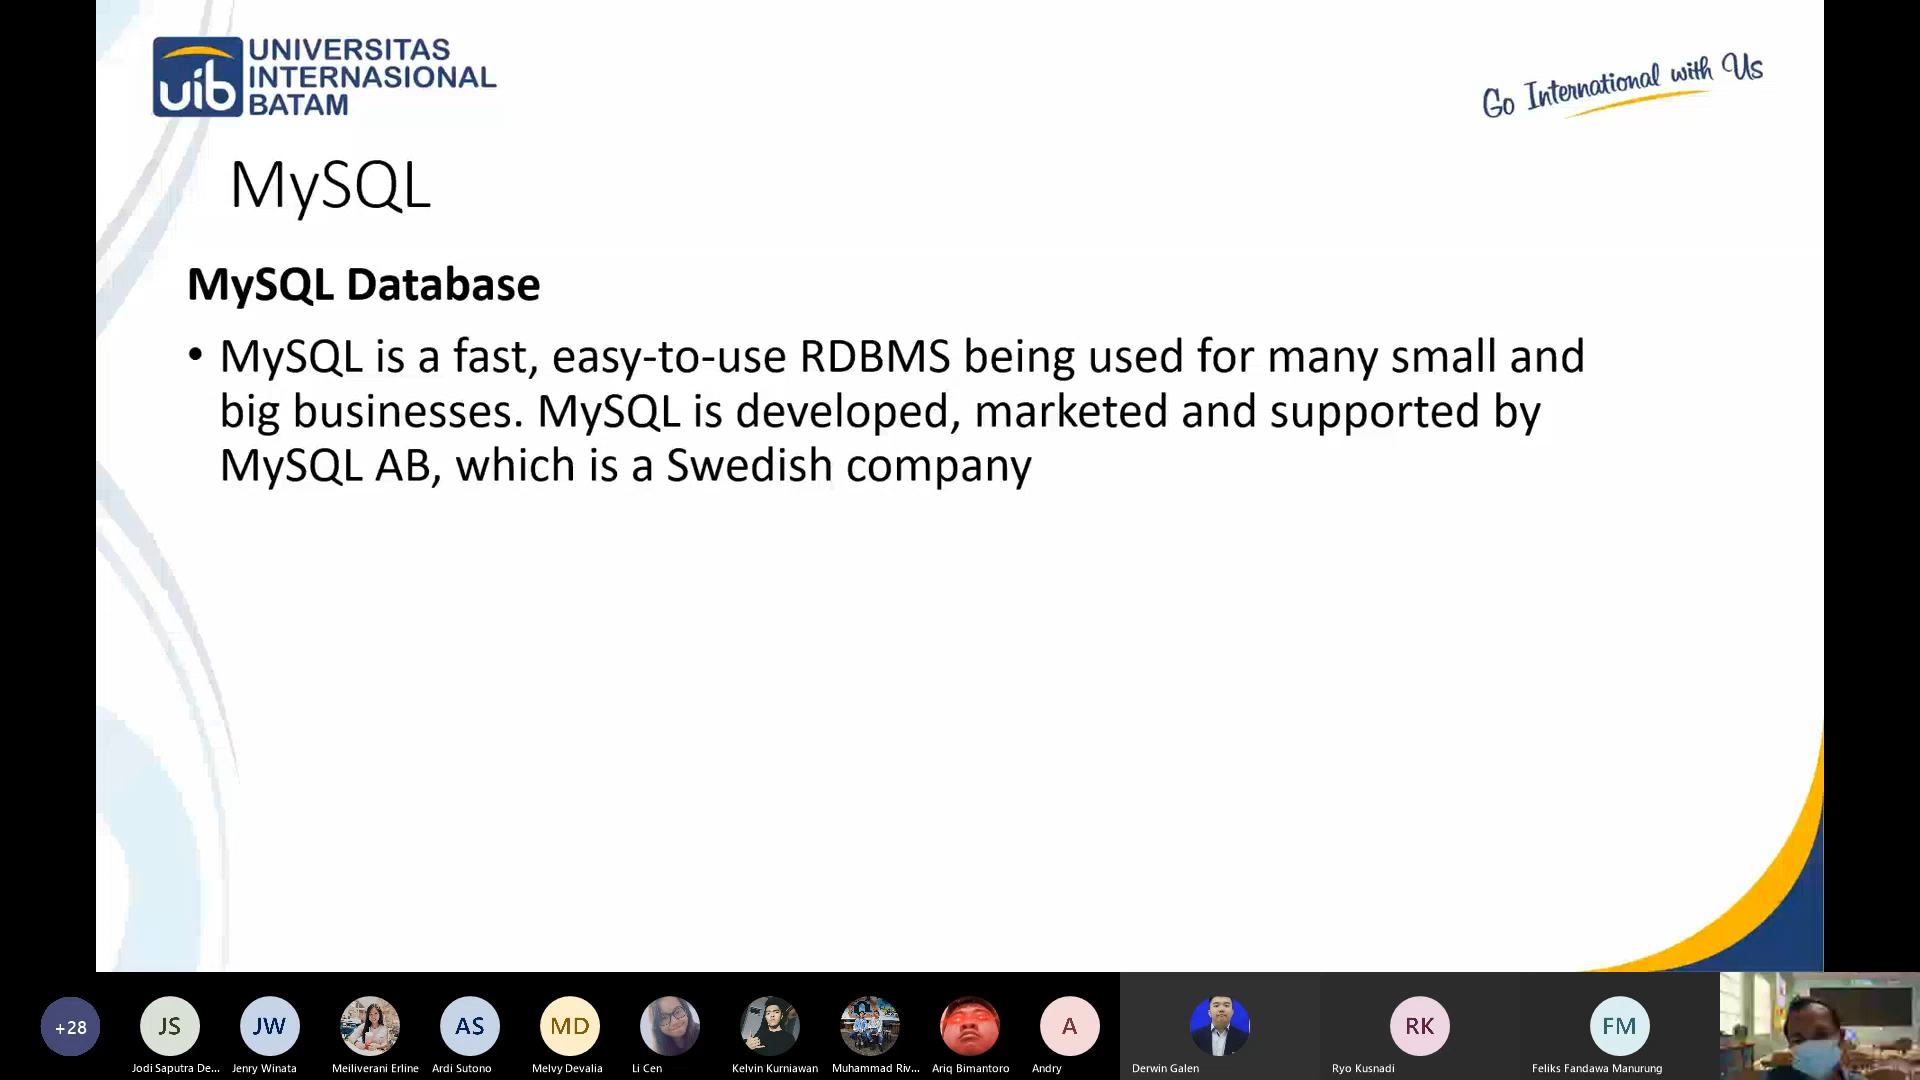 uib UNIVERSITAS
INTERNASIONAL
BATAM
Go International with Us
MySQL
MySQL Database
• MySQL is a fast, easy-to-use RDBMS being used for many small and
big businesses. MySQL is developed, marketed and supported by
MySQL AB, which is a Swedish company
+28
JS
JW
AS
MD
A
RK
FM
Jodi Saputra De...
Jenry Winata
Meiliverani Erline
Ardi Sutono
Melvy Devalia
Li Cen
Kelvin Kurniawan
Muhammad Riv...
Ariq Bimantoro
Andry
Derwin Galen
Ryo Kusnadi
Feliks Fandawa Manurung